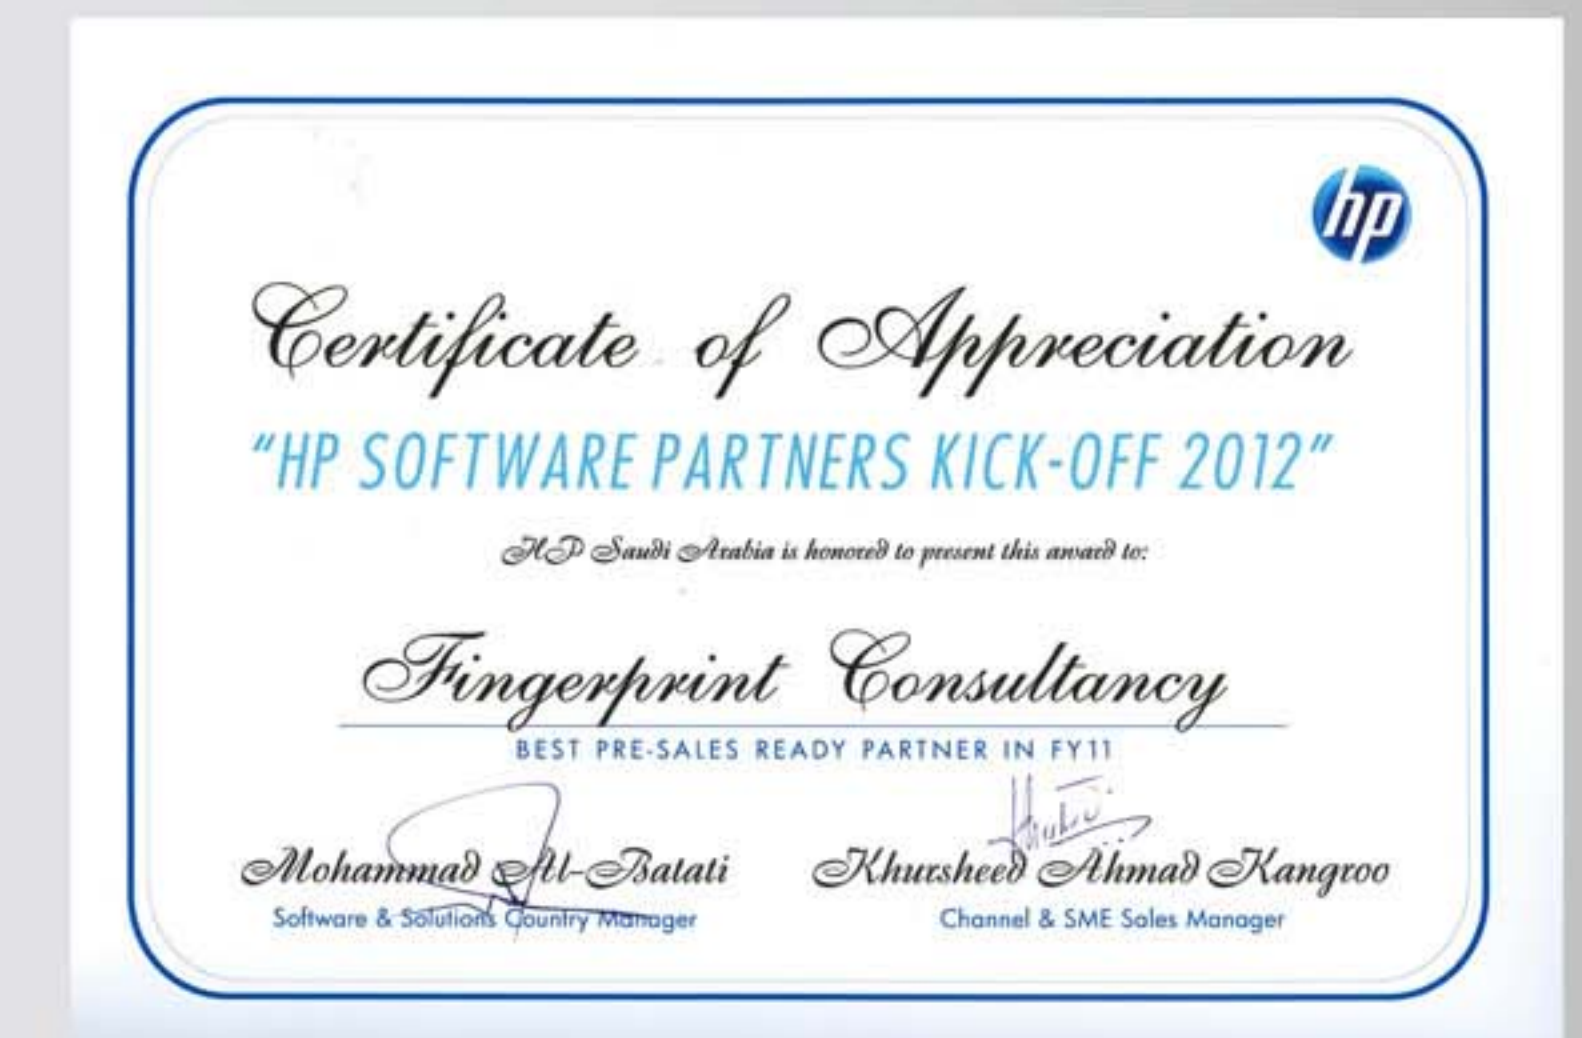 hp
Certificate of Appreciation
"HP SOFTWARE PARTNERS KICK-OFF 2012"
HP Saudi Arabia is honored to present this award to:
Fingerprint Consultancy
BEST PRE-SALES READY PARTNER IN FY11
Mohammad Al-Batati
Khursheed Ahmad Kangroo
Software & Solutions Country Manager
Channel & SME Sales Manager